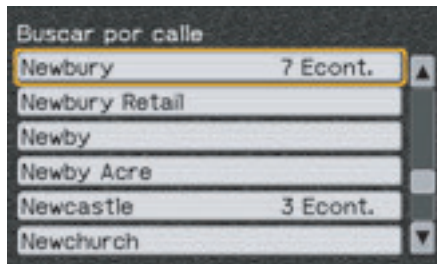 Buscar por calle
Newbury 7 Econt.
Newbury Retail
Newby
Newby Acre
Newcastle 3 Econt.
Newchurch